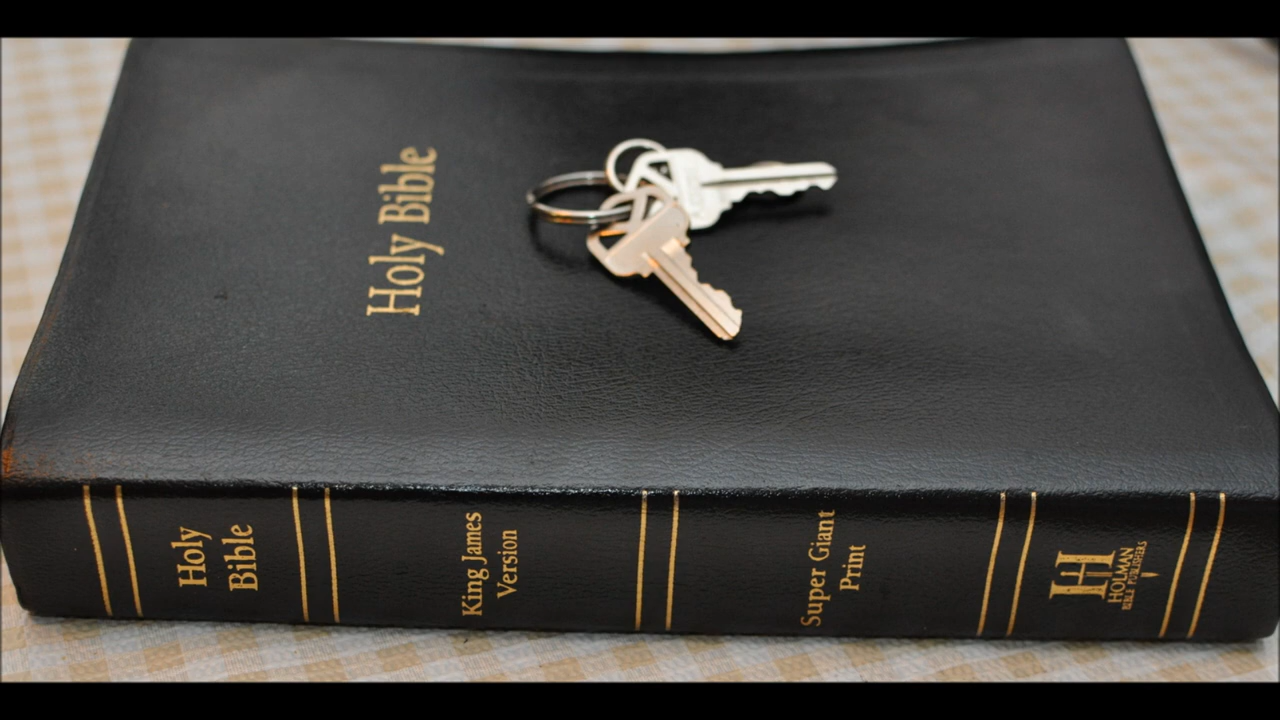 Holy Bible
Holy
Bible
King James
Version
Super Giant
Print
HOLMAN
BIBLE PUBLISHERS